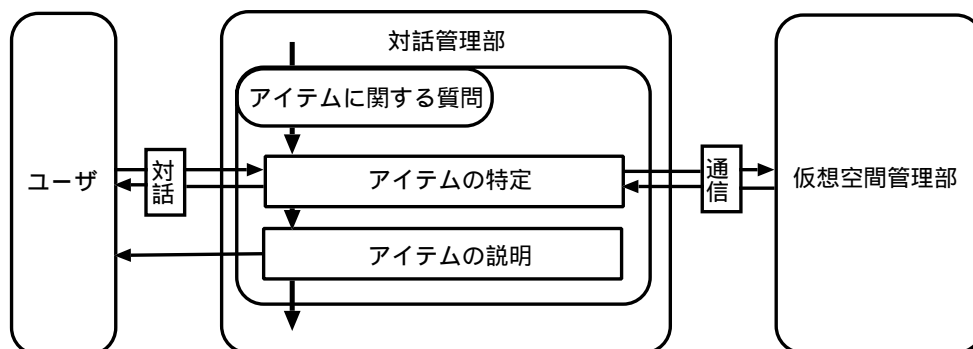 対話管理部
アイテムに関する質問
ユーザ
対話
アイテムの特定
通信
仮想空間管理部
アイテムの説明